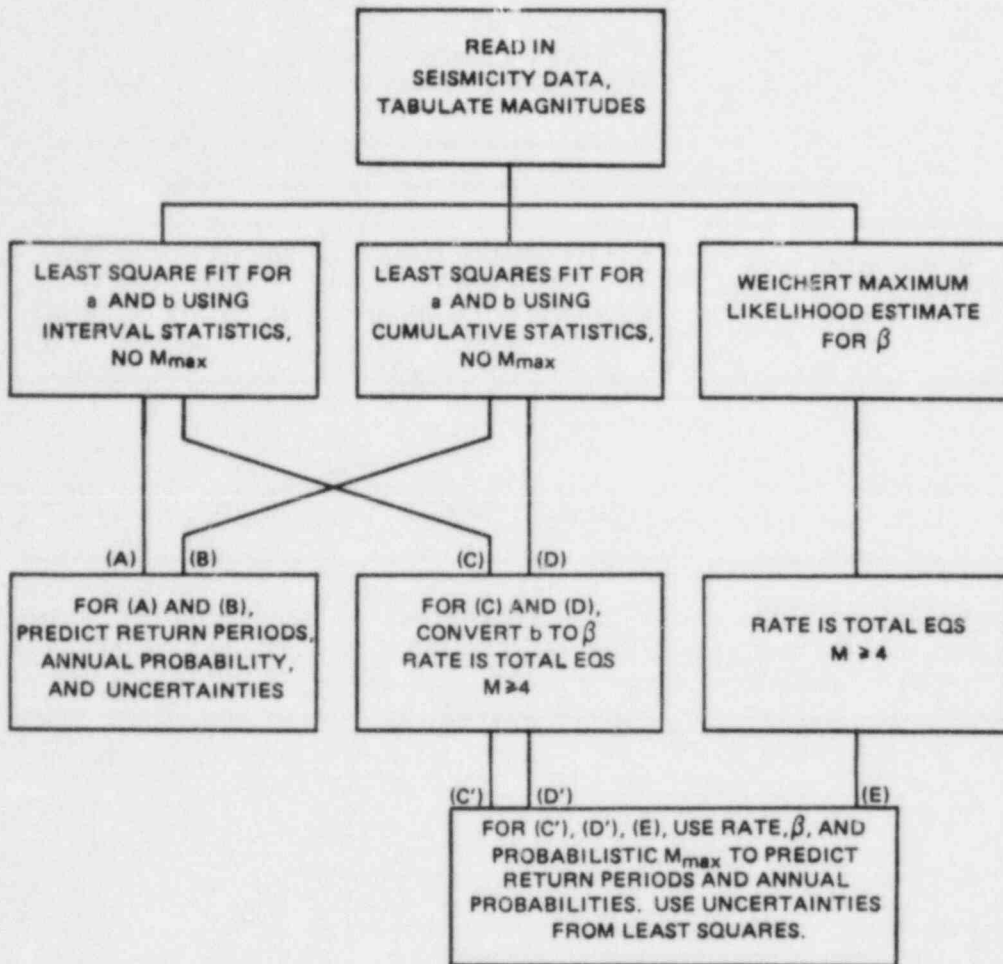 READ IN
SEISMICITY DATA,
TABULATE MAGNITUDES
LEAST SQUARE FIT FOR
a AND b USING
INTERVAL STATISTICS,
NO Mmax
LEAST SQUARES FIT FOR
a AND b USING
CUMULATIVE STATISTICS,
NO Mmax
WEICHERT MAXIMUM
LIKELIHOOD ESTIMATE
FOR β
(A)
(B)
(C)
(D)
FOR (A) AND (B),
PREDICT RETURN PERIODS,
ANNUAL PROBABILITY,
AND UNCERTAINTIES
FOR (C) AND (D),
CONVERT b TO β
RATE IS TOTAL EQS
M ≥ 4
RATE IS TOTAL EQS
M ≥ 4
(C')
(D')
(E)
FOR (C'), (D'), (E), USE RATE, β, AND
PROBABILISTIC Mmax TO PREDICT
RETURN PERIODS AND ANNUAL
PROBABILITIES. USE UNCERTAINTIES
FROM LEAST SQUARES.